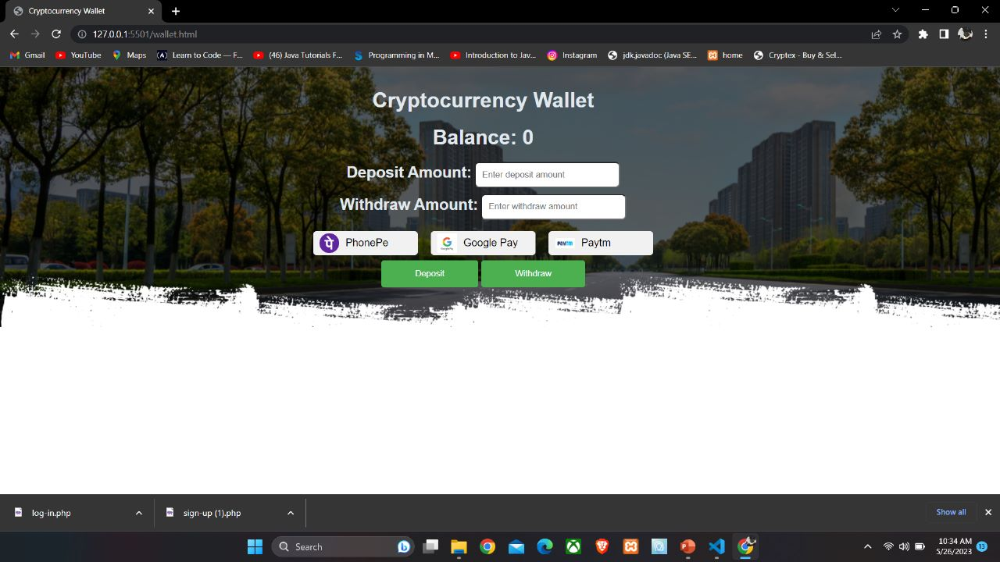 Cryptocurrency Wallet
127.0.0.1:5501/wallet.html
Gmail YouTube Maps Learn to Code — F... (46) Java Tutorials F... Programming in M... Introduction to Jav... Instagram jdk.javadoc (Java SE... home Cryptex - Buy & Sel...
Cryptocurrency Wallet
Balance: 0
Deposit Amount: Enter deposit amount
Withdraw Amount: Enter withdraw amount
पे PhonePe Google Pay Paytm Paytm
Deposit Withdraw
log-in.php sign-up (1).php Show all
Search
10:34 AM
5/26/2023 13